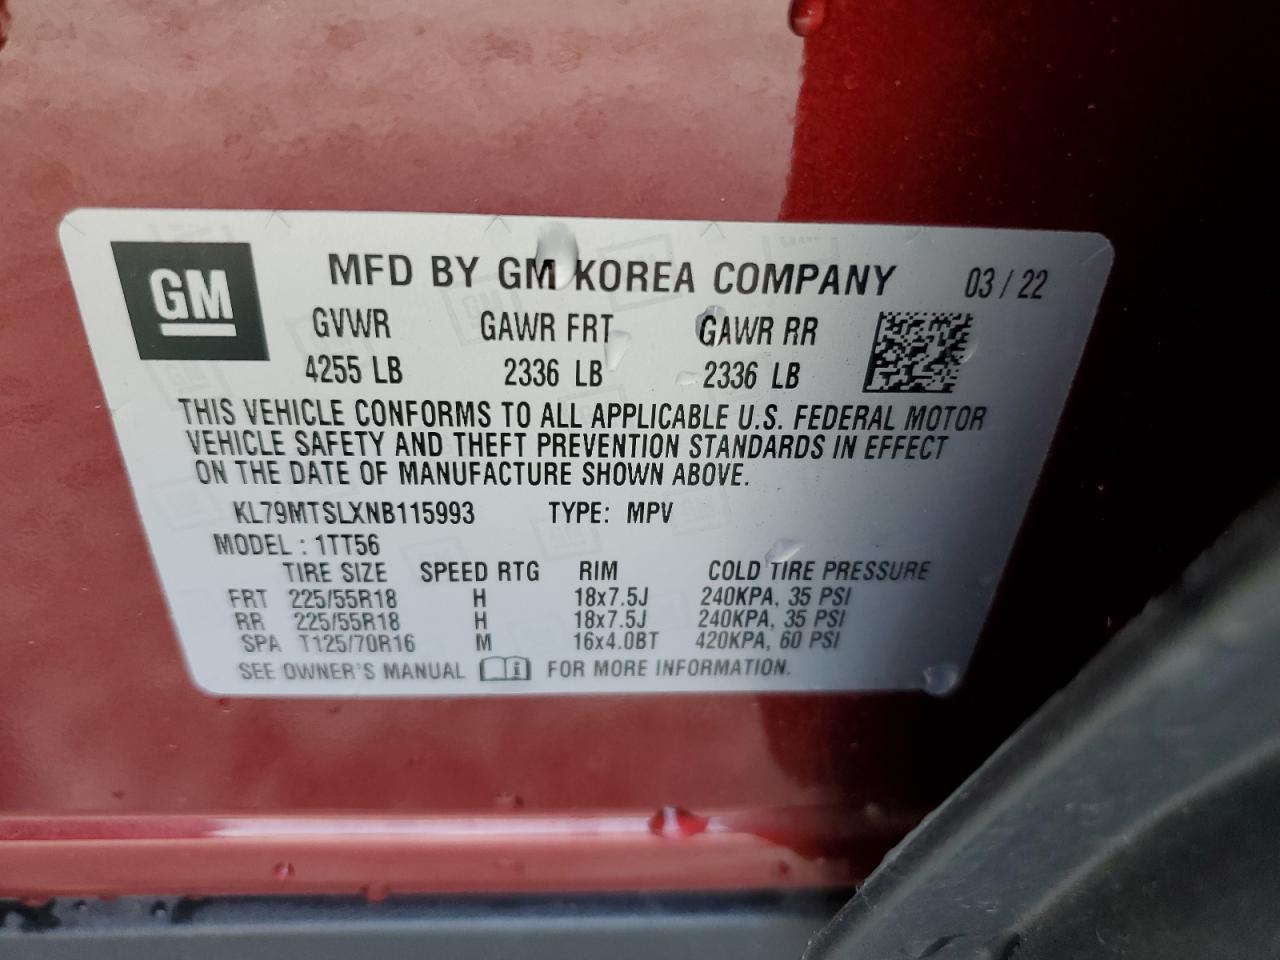 GM
MFD BY GM KOREA COMPANY 03 / 22
GVWR GAWR FRT GAWR RR
4255 LB 2336 LB 2336 LB
THIS VEHICLE CONFORMS TO ALL APPLICABLE U.S. FEDERAL MOTOR
VEHICLE SAFETY AND THEFT PREVENTION STANDARDS IN EFFECT
ON THE DATE OF MANUFACTURE SHOWN ABOVE.
KL79MTSLXNB115993 TYPE: MPV
MODEL : 1TT56
TIRE SIZE SPEED RTG RIM COLD TIRE PRESSURE
FRT 225/55R18 H 18x7.5J 240KPA, 35 PSI
RR 225/55R18 H 18x7.5J 240KPA, 35 PSI
SPA T125/70R16 M 16x4.0BT 420KPA, 60 PSI
SEE OWNER'S MANUAL i FOR MORE INFORMATION.